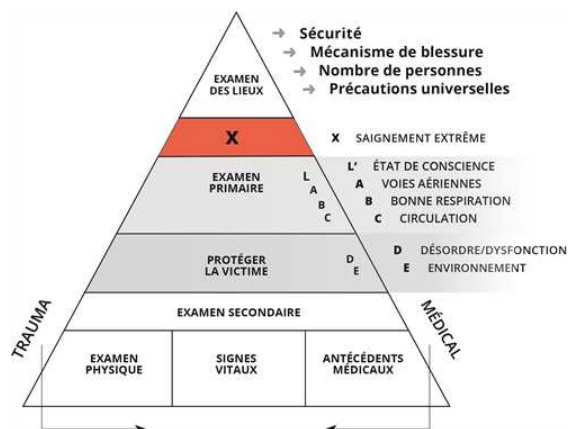 → Sécurité
→ Mécanisme de blessure
→ Nombre de personnes
→ Précautions universelles
EXAMEN
DES LIEUX
X
X SAIGNEMENT EXTRÊME
EXAMEN
PRIMAIRE
L
A
B
C
L' ÉTAT DE CONSCIENCE
A VOIES AÉRIENNES
B BONNE RESPIRATION
C CIRCULATION
PROTÉGER
LA VICTIME
D
E
D DÉSORDRE/DYSFONCTION
E ENVIRONNEMENT
EXAMEN SECONDAIRE
TRAUMA
MÉDICAL
EXAMEN
PHYSIQUE
SIGNES
VITAUX
ANTÉCÉDENTS
MÉDICAUX